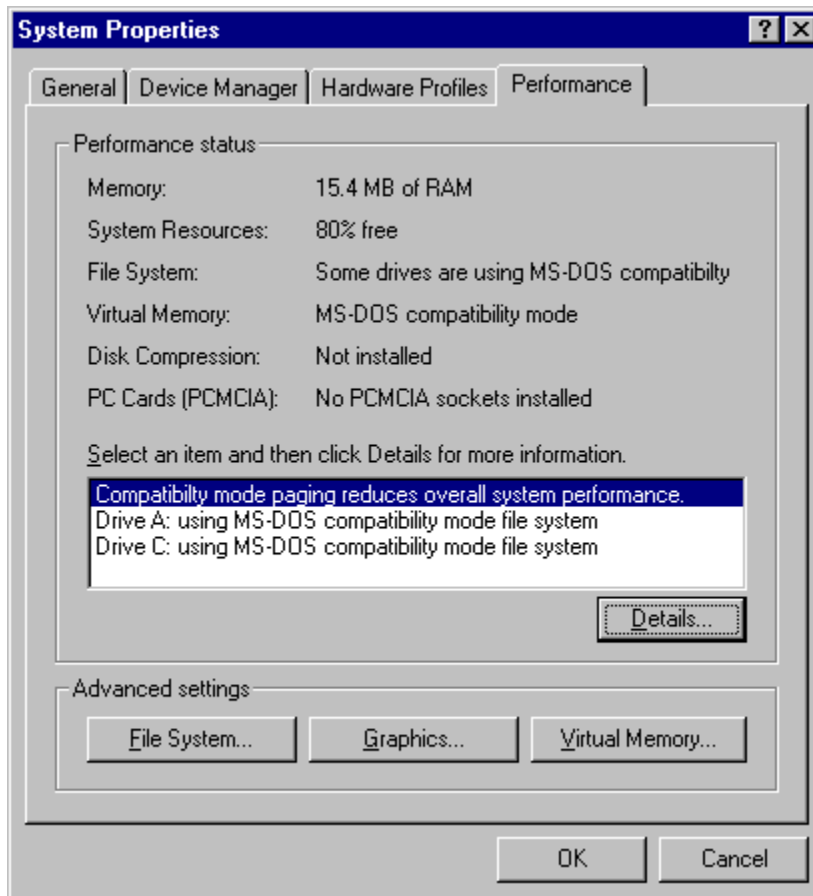 System Properties
General Device Manager Hardware Profiles Performance
Performance status
Memory: 15.4 MB of RAM
System Resources: 80% free
File System: Some drives are using MS-DOS compatibilty
Virtual Memory: MS-DOS compatibility mode
Disk Compression: Not installed
PC Cards (PCMCIA): No PCMCIA sockets installed
Select an item and then click Details for more information.
Compatibilty mode paging reduces overall system performance.
Drive A: using MS-DOS compatibility mode file system
Drive C: using MS-DOS compatibility mode file system
Details...
Advanced settings
File System... Graphics... Virtual Memory...
OK Cancel